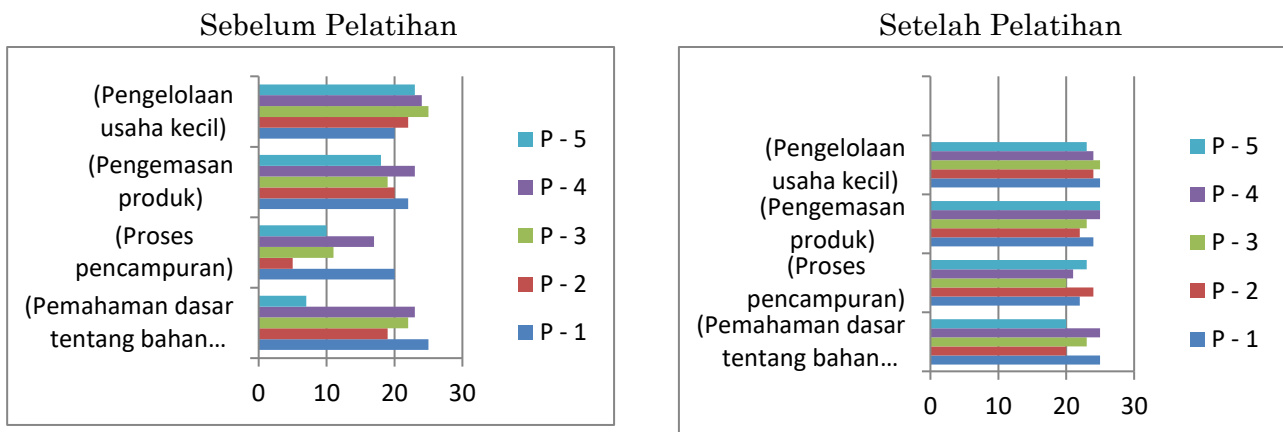 Sebelum Pelatihan
(Pengelolaan
usaha kecil)
(Pengemasan
produk)
(Proses
pencampuran)
(Pemahaman dasar
tentang bahan...
0 10 20 30
P - 5
P - 4
P - 3
P - 2
P - 1
Setelah Pelatihan
(Pengelolaan
usaha kecil)
(Pengemasan
produk)
(Proses
pencampuran)
(Pemahaman dasar
tentang bahan...
0 10 20 30
P - 5
P - 4
P - 3
P - 2
P - 1